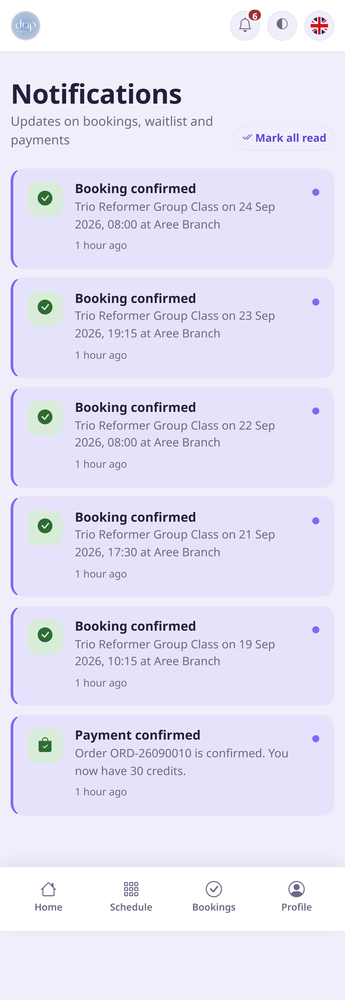 drip
6
Notifications
Updates on bookings, waitlist and
payments
Mark all read
Booking confirmed
Trio Reformer Group Class on 24 Sep
2026, 08:00 at Aree Branch
1 hour ago
Booking confirmed
Trio Reformer Group Class on 23 Sep
2026, 19:15 at Aree Branch
1 hour ago
Booking confirmed
Trio Reformer Group Class on 22 Sep
2026, 08:00 at Aree Branch
1 hour ago
Booking confirmed
Trio Reformer Group Class on 21 Sep
2026, 17:30 at Aree Branch
1 hour ago
Booking confirmed
Trio Reformer Group Class on 19 Sep
2026, 10:15 at Aree Branch
1 hour ago
Payment confirmed
Order ORD-26090010 is confirmed. You
now have 30 credits.
1 hour ago
Home
Schedule
Bookings
Profile